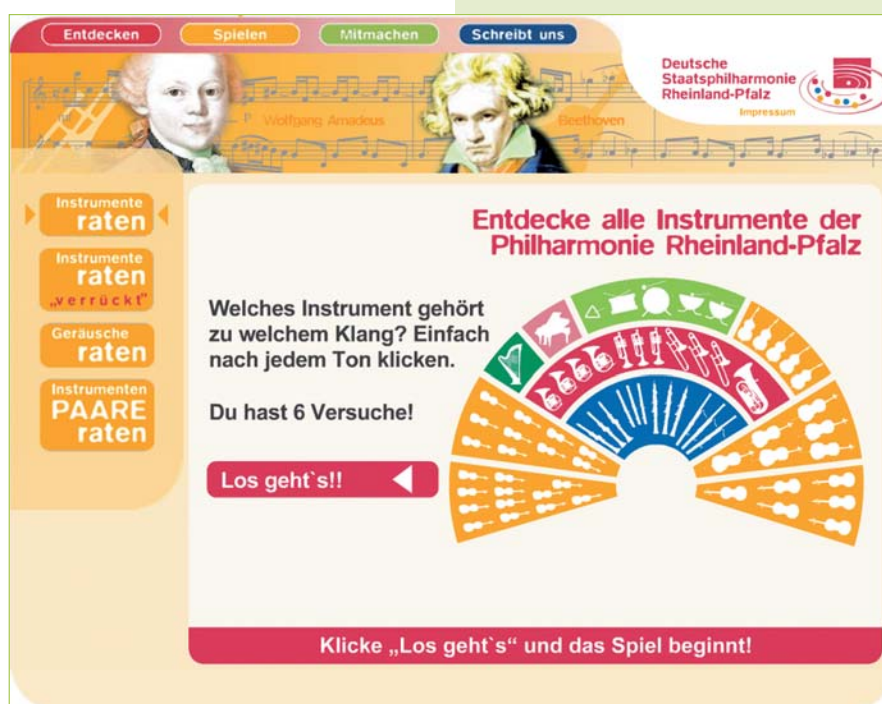 Entdecken
Spielen
Mitmachen
Schreibt uns
Deutsche
Staatsphilharmonie
Rheinland-Pfalz
Impressum
Wolfgang Amadeus
Beethoven
Instrumente
raten
Instrumente
raten
„verrückt"
Geräusche
raten
Instrumenten
PAARE
raten
Entdecke alle Instrumente der
Philharmonie Rheinland-Pfalz
Welches Instrument gehört
zu welchem Klang? Einfach
nach jedem Ton klicken.
Du hast 6 Versuche!
Los geht`s!!
Klicke „Los geht`s“ und das Spiel beginnt!